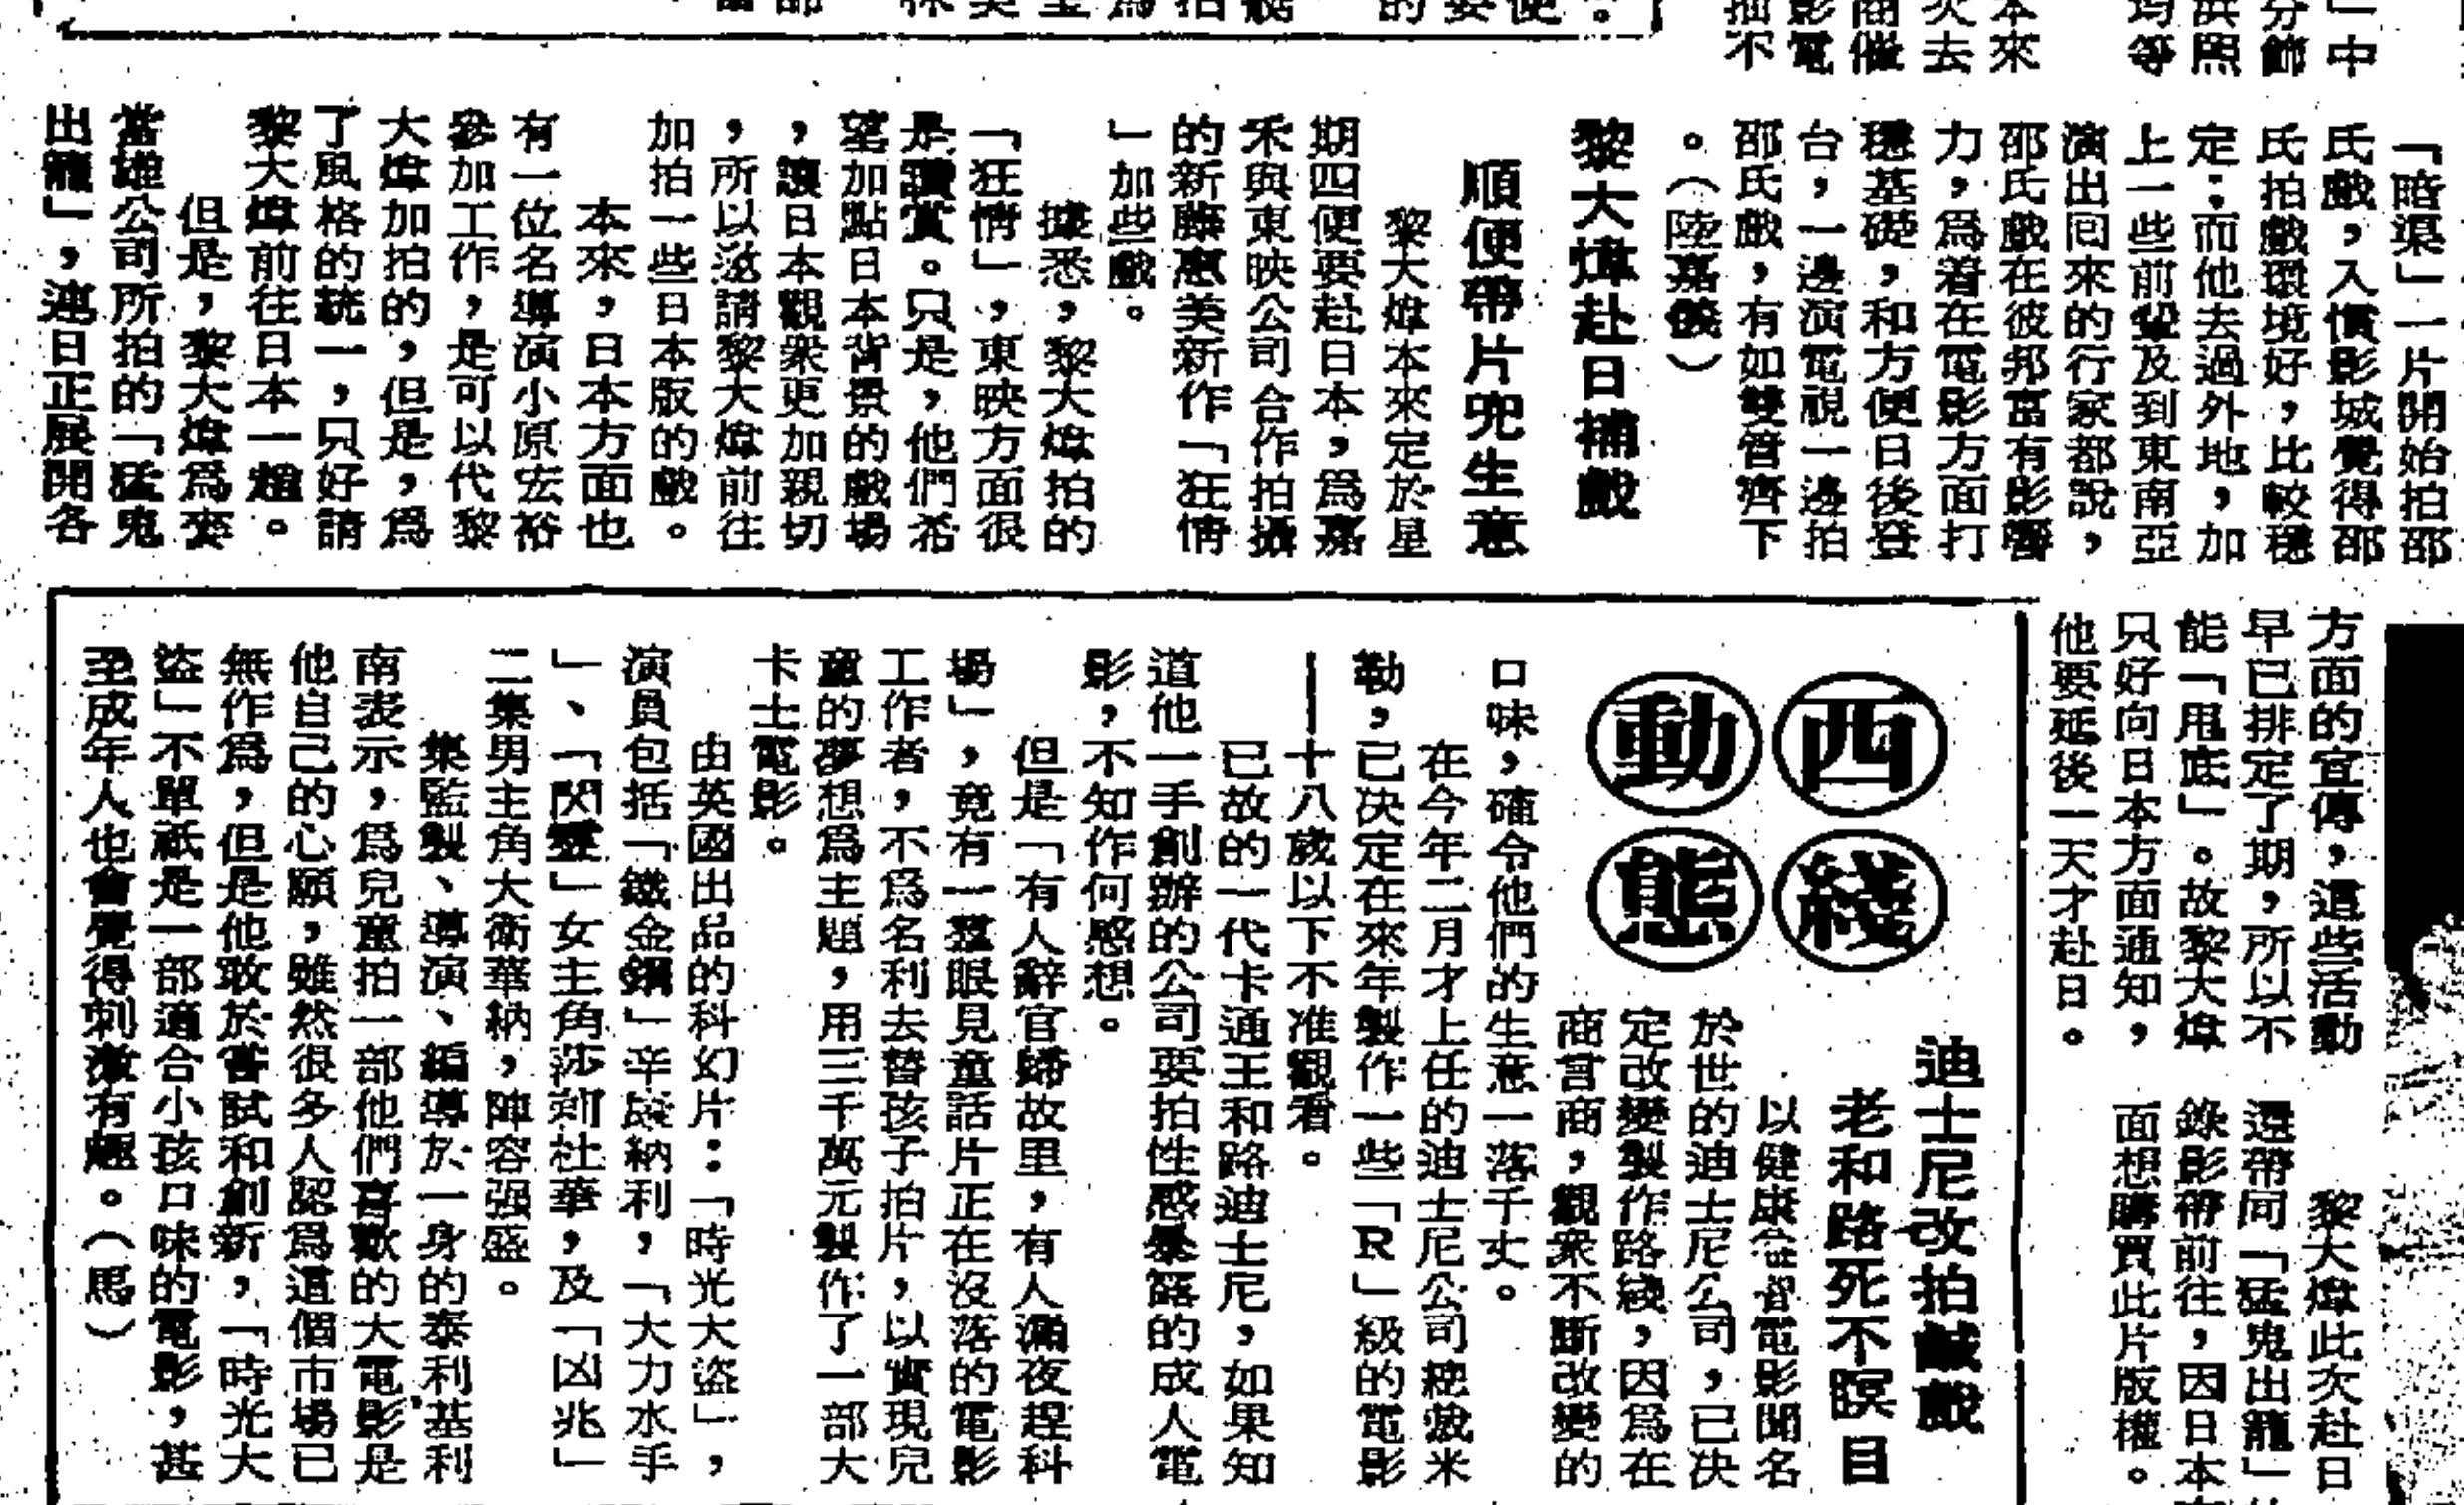 「暗渠」一片開始拍邵
氏戲，入慣影城覺得邵
氏拍戲環境好，比較穩
定；而他去過外地，加
上一些前輩及到東南亞
演出回來的行家都說，
邵氏戲在彼邦富有影響
力，爲着在電影方面打
穩基礎，和方便日後登
台，一邊演電視一邊拍
邵氏戲，有如雙管齊下
。（陸嘉儀）
黎大煒赴日補戲
順便帶片兜生意
黎大煒本來定於星
期四便要赴日本，爲嘉
禾與東映公司合作拍攝
的新藤惠美新作「狂情
」加些戲。
據悉，黎大煒拍的
「狂情」，東映方面很
是讚賞。只是，他們希
望加點日本背景的戲場
，讓日本觀衆更加親切
，所以邀請黎大煒前往
加拍一些日本版的戲。
本來，日本方面也
有一位名導演小原宏裕
參加工作，是可以代黎
大煒加拍的，但是，爲
了風格的統一，只好請
黎大煒前往日本一趟。
但是，黎大煒爲麥
當雄公司所拍的「猛鬼
出籠」，連日正展開各
方面的宣傳，這些活動
早已排定了期，所以不
能「甩底」。故黎大煒
只好向日本方面通知，
他要延後一天才赴日。
黎大煒此次赴日
還帶同「猛鬼出籠」
錄影帶前往，因日本
面想購買此片版權。
西綫動態
迪士尼改拍鹹戲
老和路死不瞑目
以健康益智電影聞名
於世的迪士尼公司，已决
定改變製作路綫，因爲在
商言商，觀衆不斷改變的
口味，確令他們的生意一落千丈。
在今年二月才上任的迪士尼公司總裁米
勒，已决定在來年製作一些「R」級的電影
——十八歲以下不准觀看。
已故的一代卡通王和路迪士尼，如果知
道他一手創辦的公司要拍性感暴露的成人電
影，不知作何感想。
但是「有人辭官歸故里，有人漏夜趕科
場」，竟有一羣眼見童話片正在沒落的電影
工作者，不爲名利去替孩子拍片，以實現兒
童的夢想爲主題，用三千萬元製作了一部大
卡士電影。
由英國出品的科幻片：「時光大盜」，
演員包括「鐵金鋼」辛康納利，「大力水手
」、「閃靈」女主角莎莉杜華，及「凶兆」
二集男主角大衛華納，陣容强盛。
集監製、導演、編導於一身的泰利基利
南表示，爲兒童拍一部他們喜歡的大電影是
他自己的心願，雖然很多人認爲這個市場已
無作爲，但是他敢於嘗試和創新，「時光大
盜」不單祇是一部適合小孩口味的電影，甚
至成年人也會覺得刺激有趣。（馬）